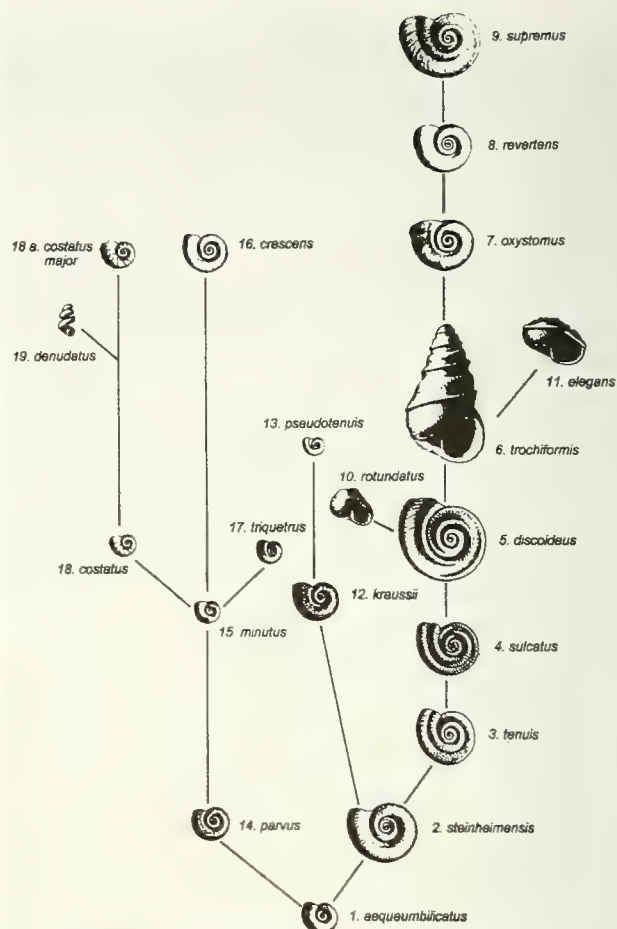 9. supremus
8. revertens
18 a. costatus
major
16. crescens
7. oxystomus
19. denudatus
11. elegans
13. pseudotenuis
6. trochiformis
10. rotundatus
17. triquetrus
18. costatus
5. discoideus
12. kraussii
15. minutus
4. sulcatus
3. tenuis
14. parvus
2. steinheimensis
1. aequeumbilicatus